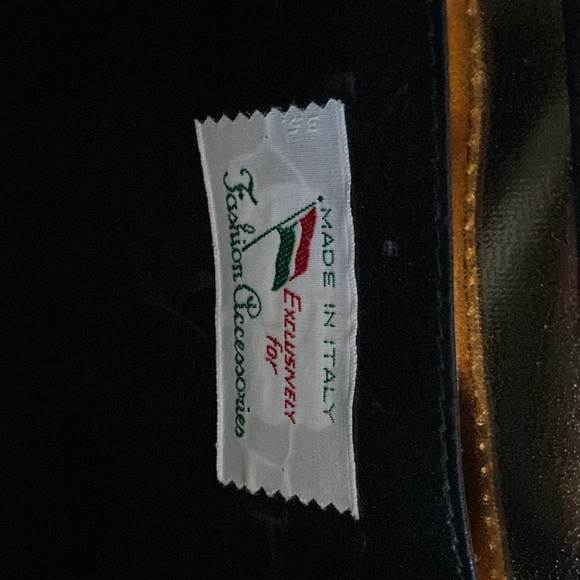 MADE IN ITALY
EXCLUSIVELY
for
Fashion Accessories